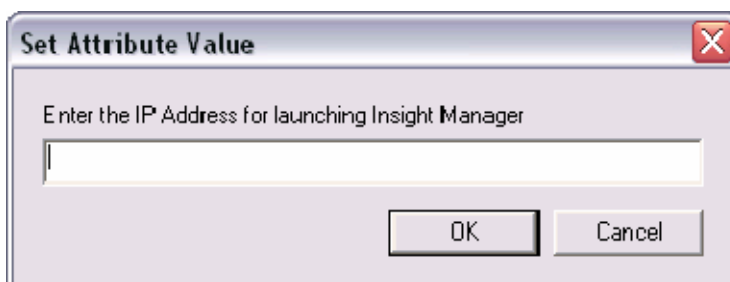 Set Attribute Value
Enter the IP Address for launching Insight Manager
OK
Cancel